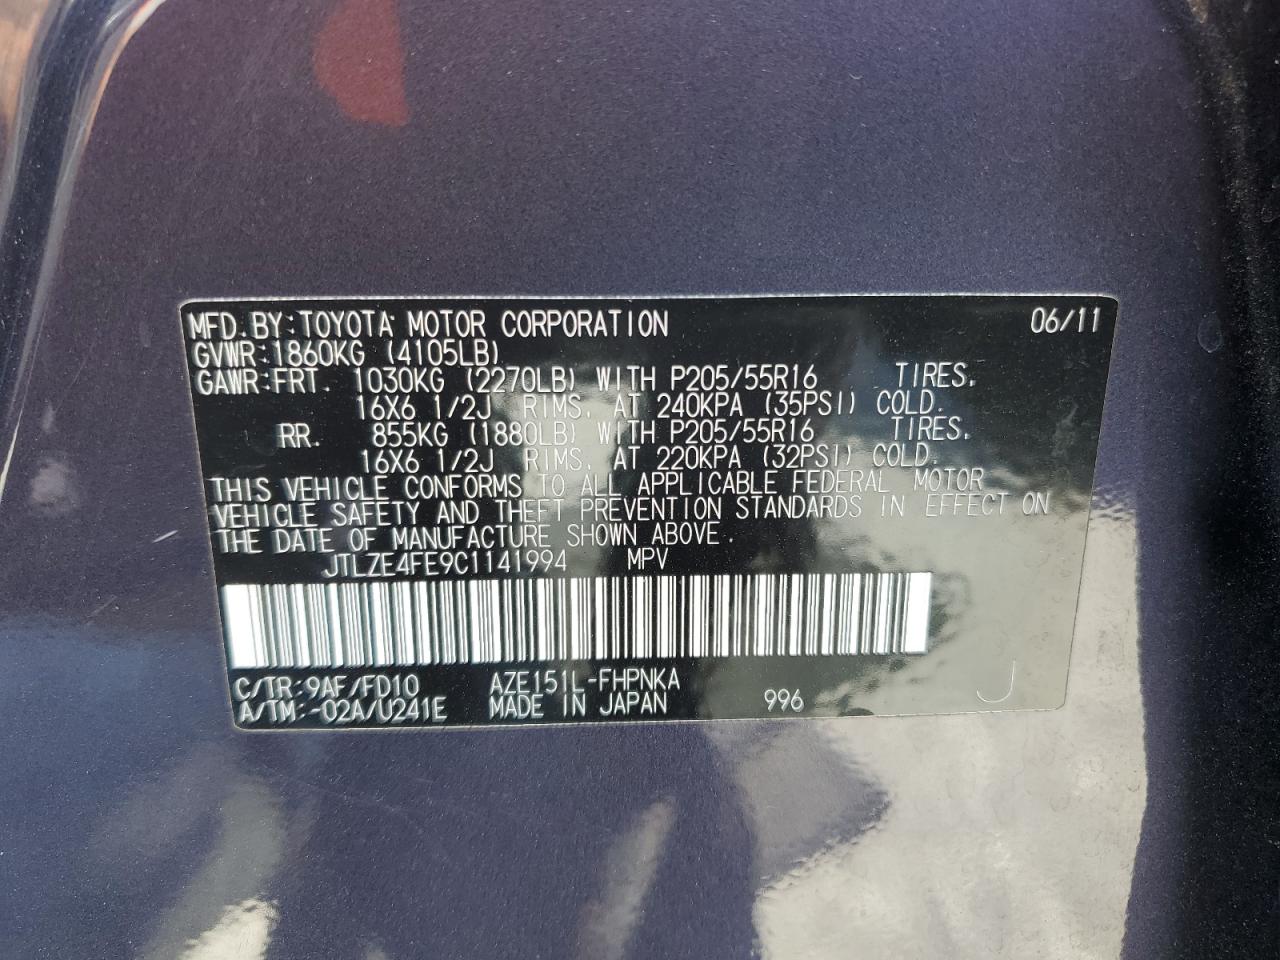 MFD.BY:TOYOTA MOTOR CORPORATION 06/11
GVWR:1860KG (4105LB)
GAWR:FRT. 1030KG (2270LB) WITH P205/55R16 TIRES.
16X6 1/2J RIMS. AT 240KPA (35PSI) COLD.
RR. 855KG (1880LB) WITH P205/55R16 TIRES.
16X6 1/2J RIMS. AT 220KPA (32PSI) COLD.
THIS VEHICLE CONFORMS TO ALL APPLICABLE FEDERAL MOTOR
VEHICLE SAFETY AND THEFT PREVENTION STANDARDS IN EFFECT ON
THE DATE OF MANUFACTURE SHOWN ABOVE.
JTLZE4FE9C1141994 MPV
C/TR:9AF/FD10 AZE151L-FHPNKA
A/TM:-02A/U241E MADE IN JAPAN 996 J